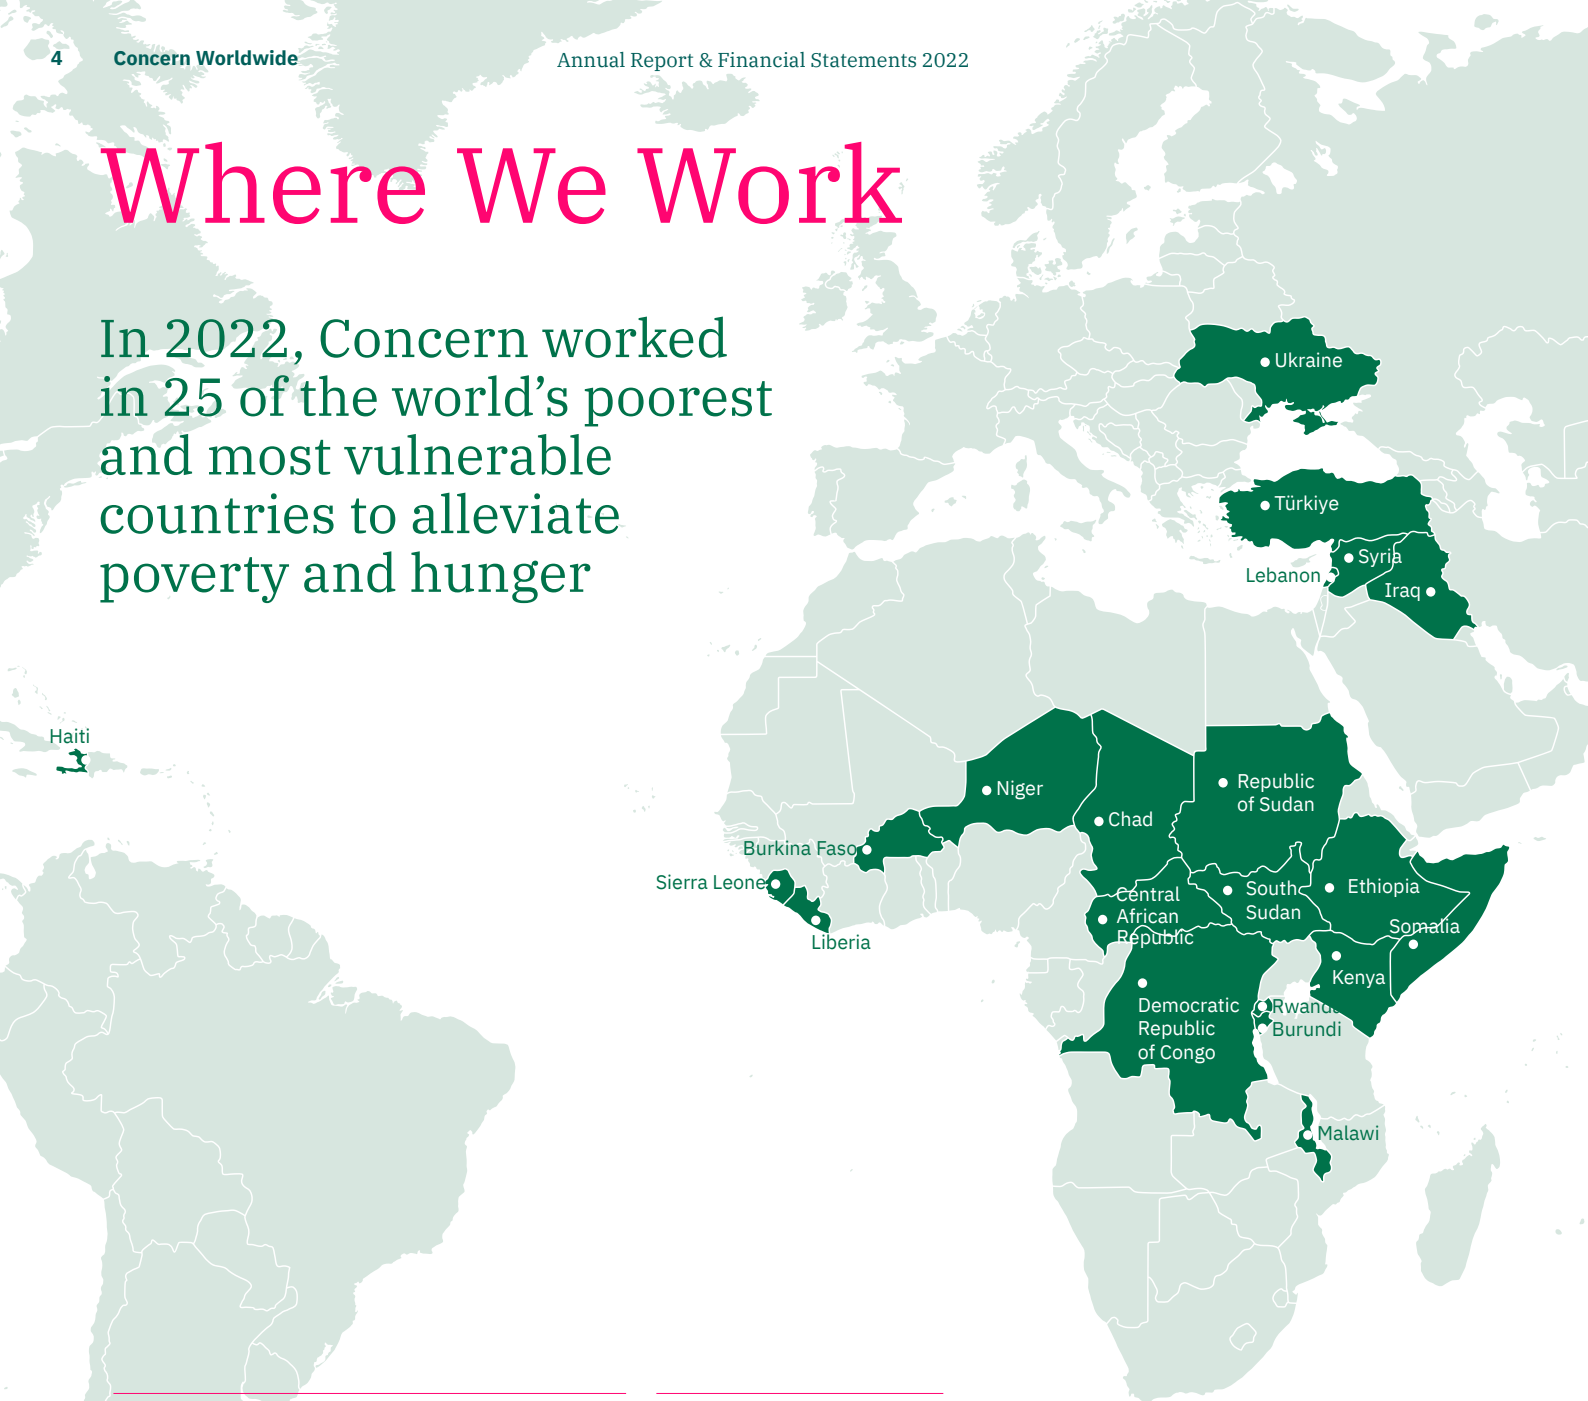 4
Concern Worldwide
Annual Report & Financial Statements 2022
Where We Work
In 2022, Concern worked
in 25 of the world’s poorest
and most vulnerable
countries to alleviate
poverty and hunger
Ukraine
Türkiye
Syria
Lebanon
Iraq
Haiti
Niger
Republic
of Sudan
Chad
Burkina Faso
Sierra Leone
Liberia
Central
African
Republic
South
Sudan
Ethiopia
Somalia
Kenya
Democratic
Republic
of Congo
Rwanda
Burundi
Malawi